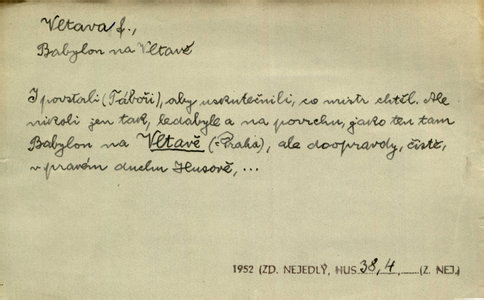 Vltava f.,
Babylon na Vltavě
I povstali (Táboři), aby uskutečnili, co mistr chtěl. Ale
nikoli jen tak, ledabyle a na povrchu, jako ten tam
Babylon na Vltavě (=Praha), ale doopravdy, čistě,
v pravém duchu Husově, ...
1952 (ZD. NEJEDLÝ, HUS 38, 4, ......(Z. NEJ.)